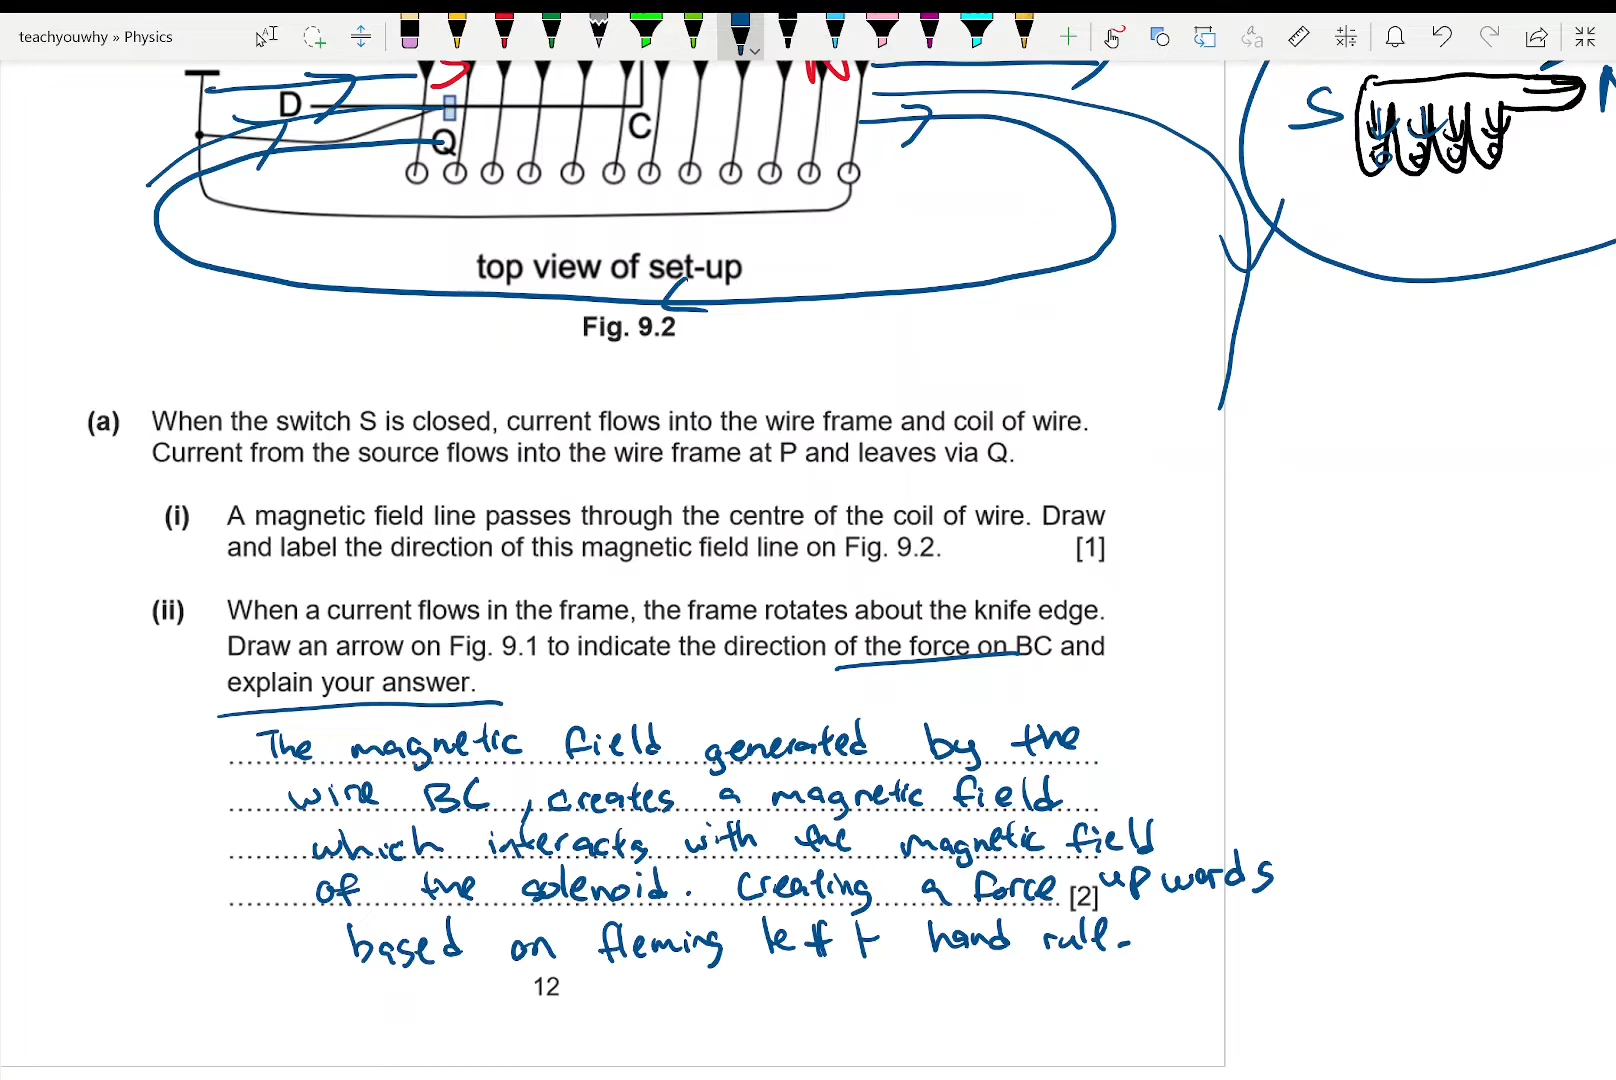 teachyouwhy » Physics
S
N
D
C
Q
S
N
top view of set-up
Fig. 9.2
(a) When the switch S is closed, current flows into the wire frame and coil of wire.
Current from the source flows into the wire frame at P and leaves via Q.
(i) A magnetic field line passes through the centre of the coil of wire. Draw
and label the direction of this magnetic field line on Fig. 9.2. [1]
(ii) When a current flows in the frame, the frame rotates about the knife edge.
Draw an arrow on Fig. 9.1 to indicate the direction of the force on BC and
explain your answer.
The magnetic field generated by the
wire BC, creates a magnetic field
which interacts with the magnetic field
of the solenoid. Creating a force upwards
[2]
based on fleming left hand rule.
12